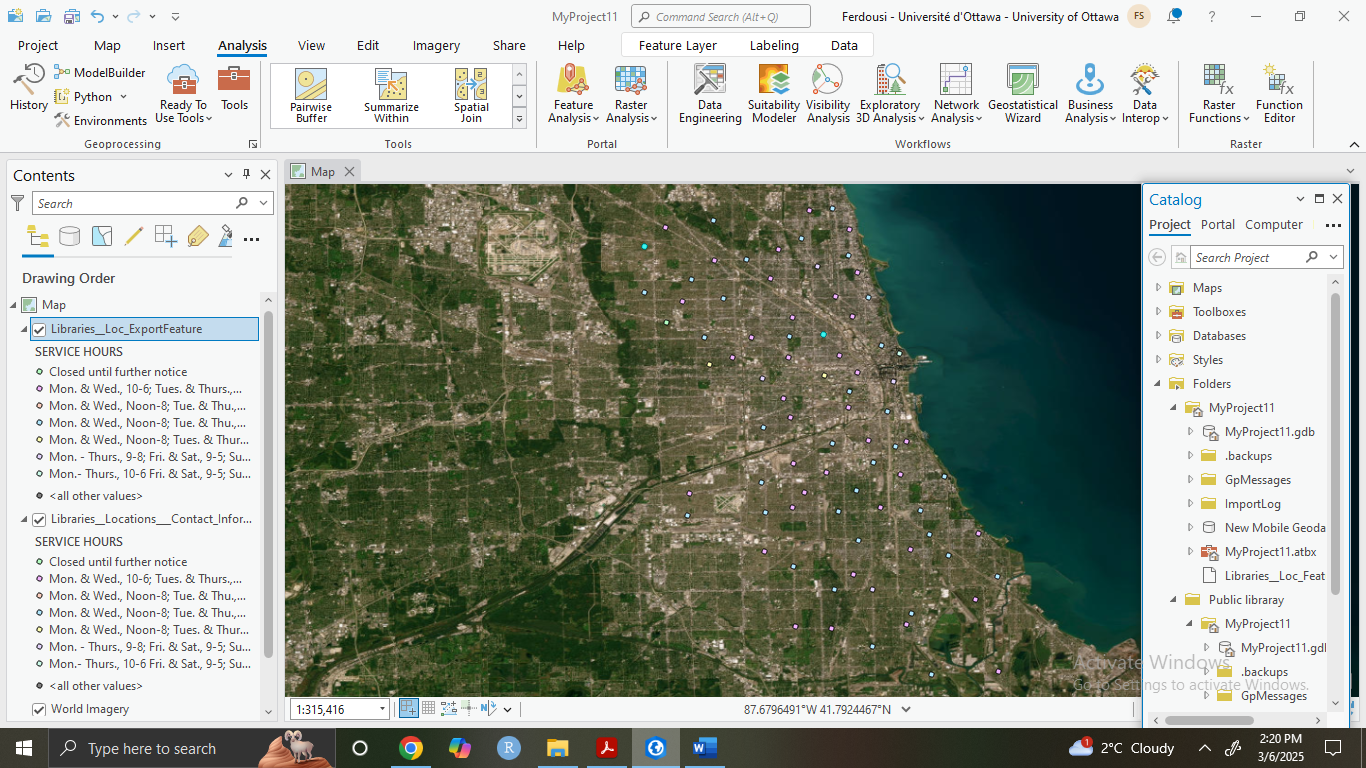 MyProject11
Command Search (Alt+Q)
Ferdousi - Université d'Ottawa - University of Ottawa
FS
?
Project
Map
Insert
Analysis
View
Edit
Imagery
Share
Help
Feature Layer
Labeling
Data
History
ModelBuilder
Python
Environments
Ready To
Use Tools
Tools
Geoprocessing
Pairwise
Buffer
Summarize
Within
Spatial
Join
Tools
Feature
Analysis
Raster
Analysis
Portal
Data
Engineering
Suitability
Modeler
Visibility
Analysis
Exploratory
3D Analysis
Network
Analysis
Geostatistical
Wizard
Business
Analysis
Data
Interop
Workflows
Raster
Functions
Function
Editor
Raster
Contents
Search
Drawing Order
Map
Libraries__Loc_ExportFeature
SERVICE HOURS
Closed until further notice
Mon. & Wed., 10-6; Tues. & Thurs.,...
Mon. & Wed., Noon-8; Tue. & Thu.,...
Mon. & Wed., Noon-8; Tue. & Thu.,...
Mon. & Wed., Noon-8; Tues. & Thur...
Mon. - Thurs., 9-8; Fri. & Sat., 9-5; Su...
Mon.- Thurs., 10-6 Fri. & Sat., 9-5; Su...
<all other values>
Libraries__Locations___Contact_Infor...
SERVICE HOURS
Closed until further notice
Mon. & Wed., 10-6; Tues. & Thurs.,...
Mon. & Wed., Noon-8; Tue. & Thu.,...
Mon. & Wed., Noon-8; Tue. & Thu.,...
Mon. & Wed., Noon-8; Tues. & Thur...
Mon. - Thurs., 9-8; Fri. & Sat., 9-5; Su...
Mon.- Thurs., 10-6 Fri. & Sat., 9-5; Su...
<all other values>
World Imagery
Map
1:315,416
N
87.6796491°W 41.7924467°N
Catalog
Project
Portal
Computer
Search Project
Maps
Toolboxes
Databases
Styles
Folders
MyProject11
MyProject11.gdb
.backups
GpMessages
ImportLog
New Mobile Geoda
MyProject11.atbx
Libraries__Loc_Feat
Public libraray
MyProject11
MyProject11.gdl
.backups
GpMessages
Activate Windows
Go to Settings to activate Windows.
Type here to search
R
W
1
2°C Cloudy
2:20 PM
3/6/2025